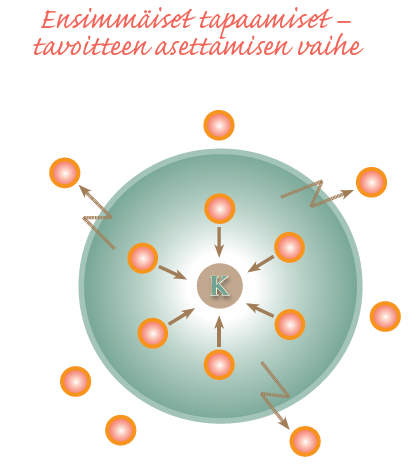 Ensimmäiset tapaamiset –
tavoitteen asettamisen vaihe
K